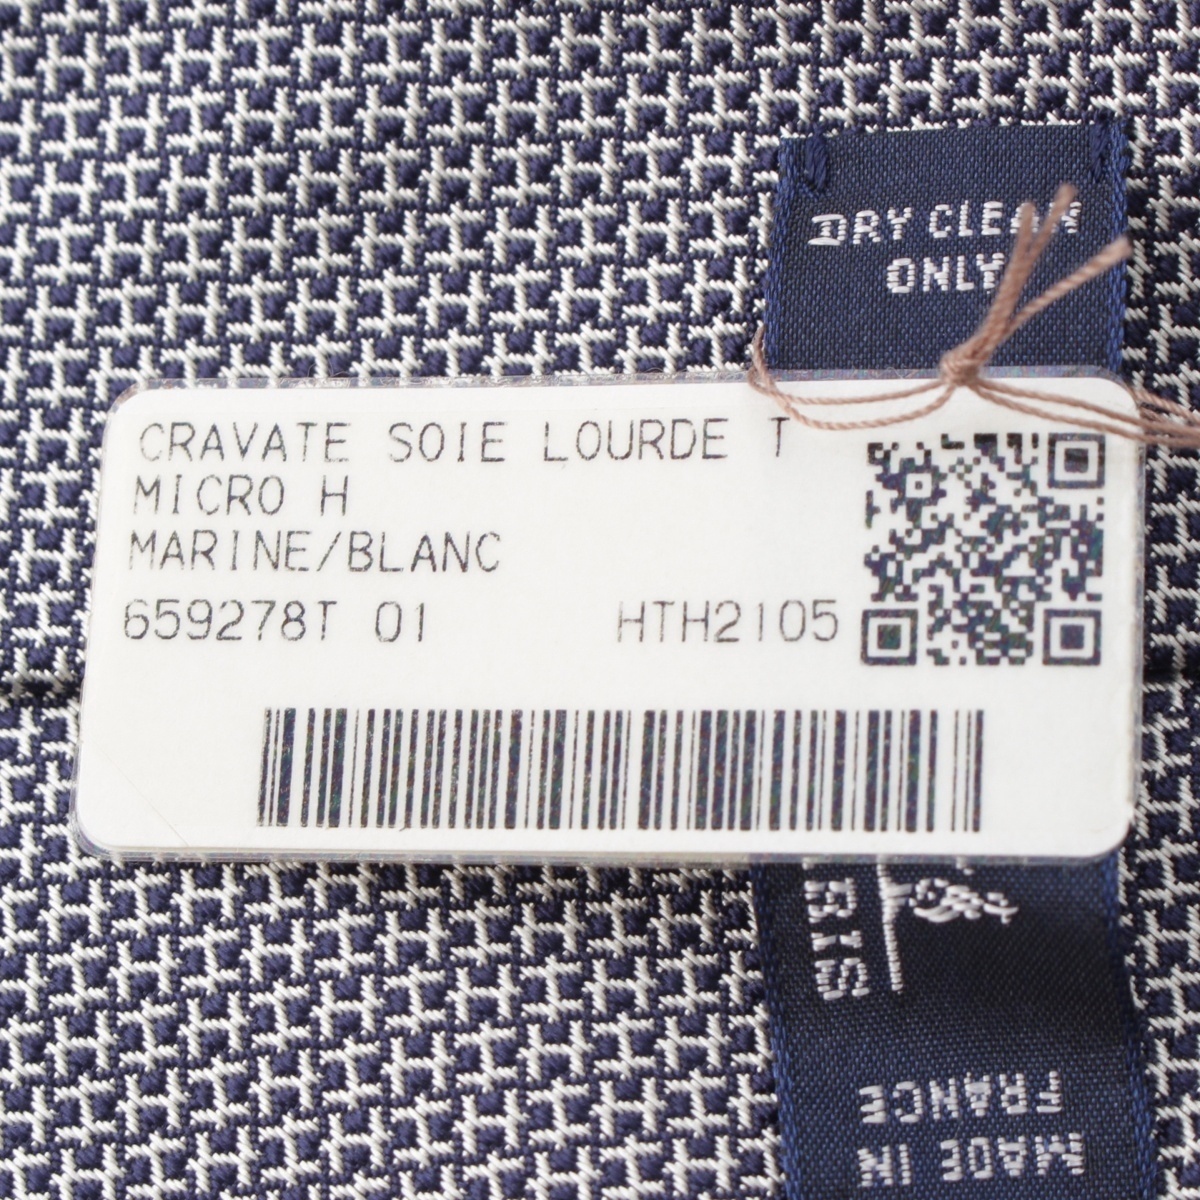 DRY CLEAN
ONLY
CRAVATE SOIE LOURDE T
MICRO H
MARINE/BLANC
659278T 01 HTH2105
MADE IN
FRANCE